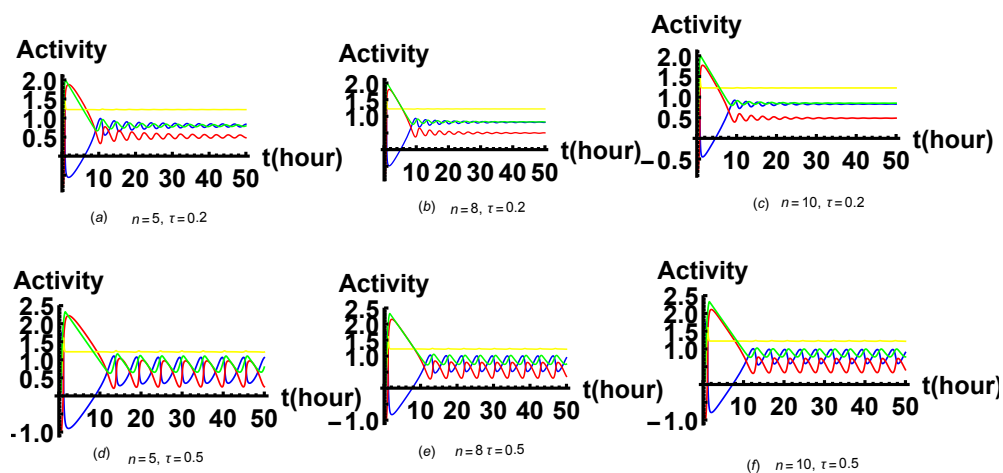 Activity
2.0
1.5
1.0
0.5
10 20 30 40 50
t(hour)
(a) n=5, τ=0.2
Activity
2.0
1.5
1.0
0.5
10 20 30 40 50
t(hour)
(b) n=8, τ=0.2
Activity
2.0
1.5
1.0
0.5
−0.5
10 20 30 40 50
t(hour)
(c) n=10, τ=0.2
Activity
2.5
2.0
1.5
1.0
0.5
-1.0
10 20 30 40 50
t(hour)
(d) n=5, τ=0.5
Activity
2.5
2.0
1.5
1.0
0.5
−1.0
10 20 30 40 50
t(hour)
(e) n=8 τ=0.5
Activity
2.5
2.0
1.5
1.0
0.5
−1.0
10 20 30 40 50
t(hour)
(f) n=10, τ=0.5